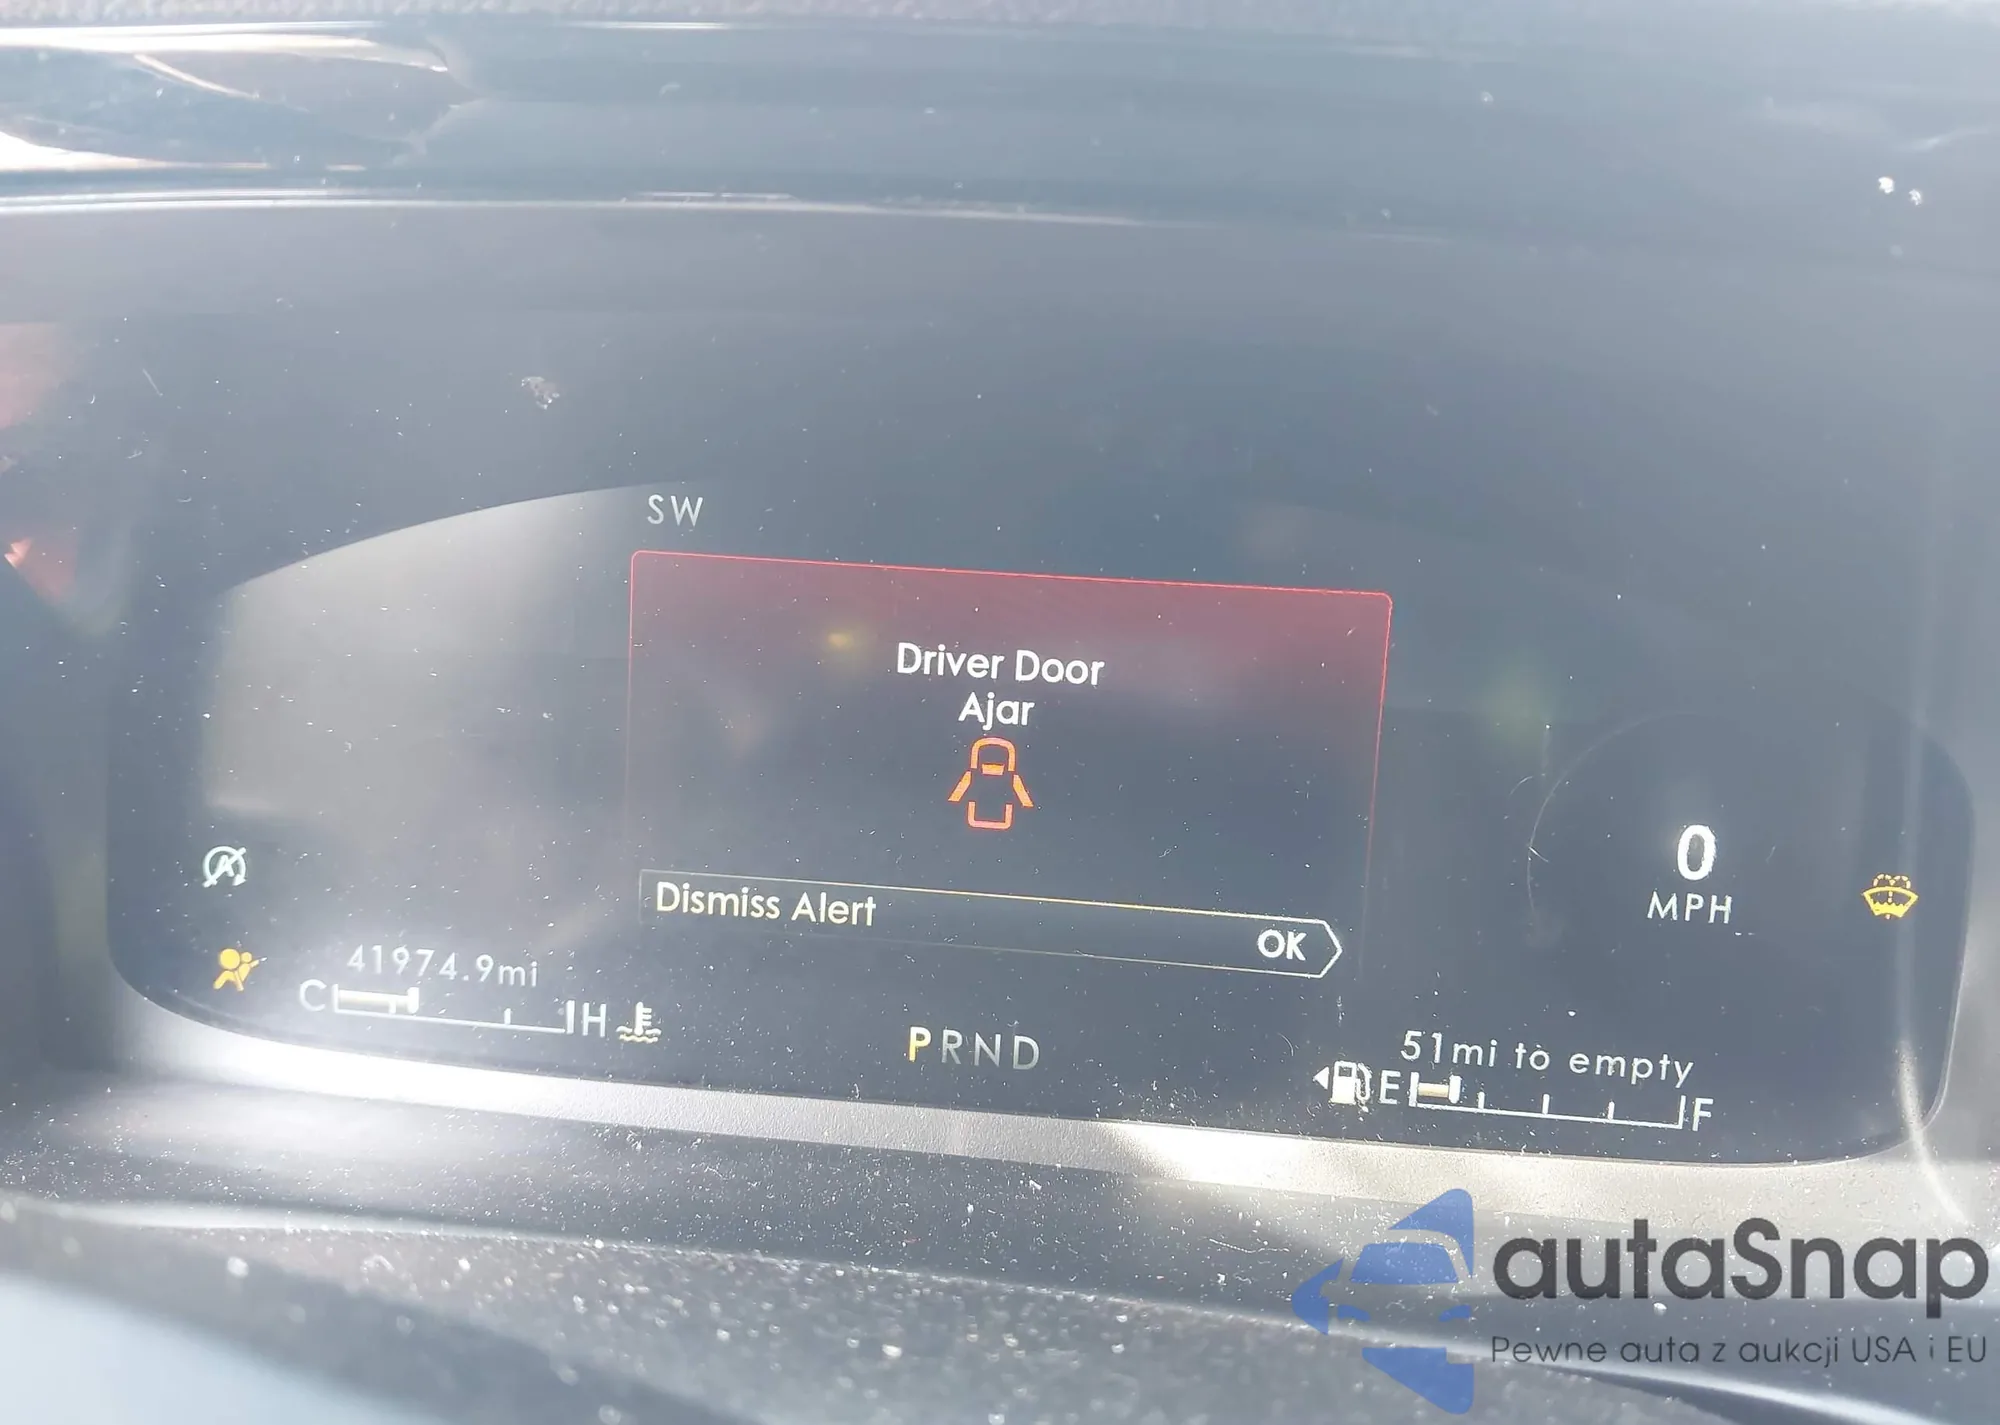 SW
Driver Door
Ajar
Dismiss Alert
OK
0
MPH
41974.9mi
C H
PRND
51mi to empty
E F
autaSnap
Pewne auta z aukcji USA i EU